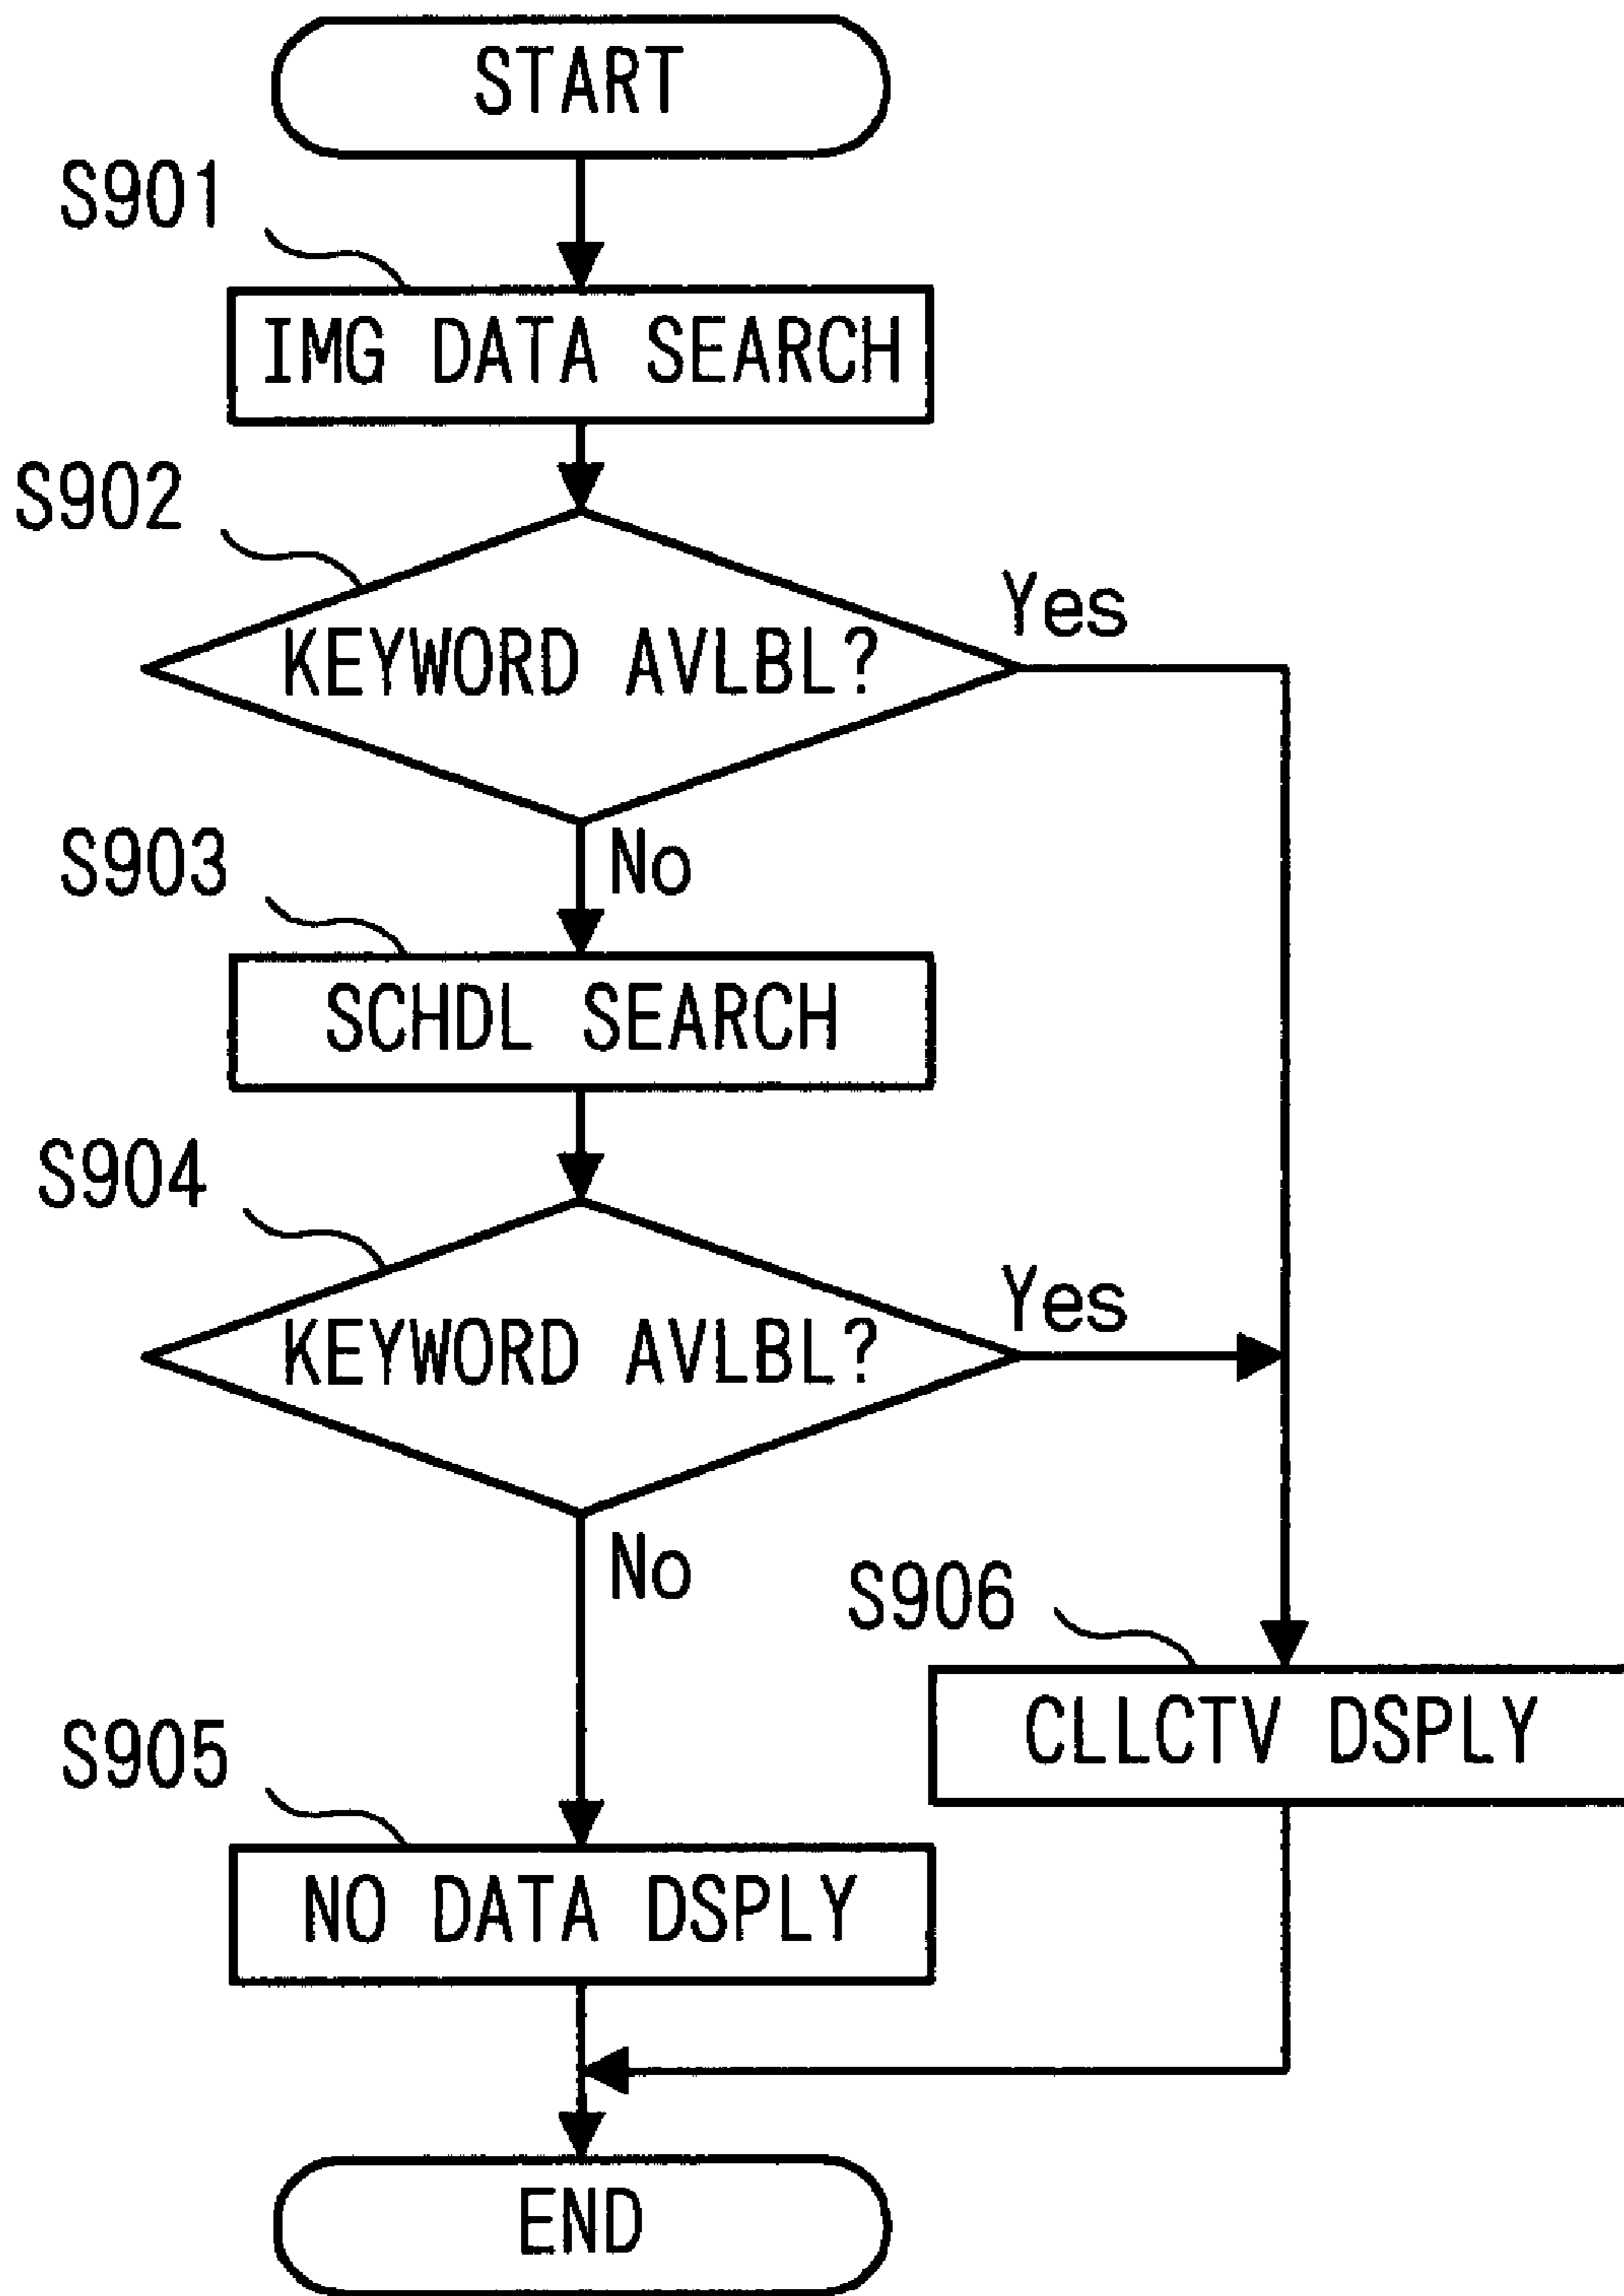 START
S901
IMG DATA SEARCH
S902
KEYWORD AVLBL?
Yes
No
S903
SCHDL SEARCH
S904
KEYWORD AVLBL?
Yes
No
S906
CLLCTV DSPLY
S905
NO DATA DSPLY
END